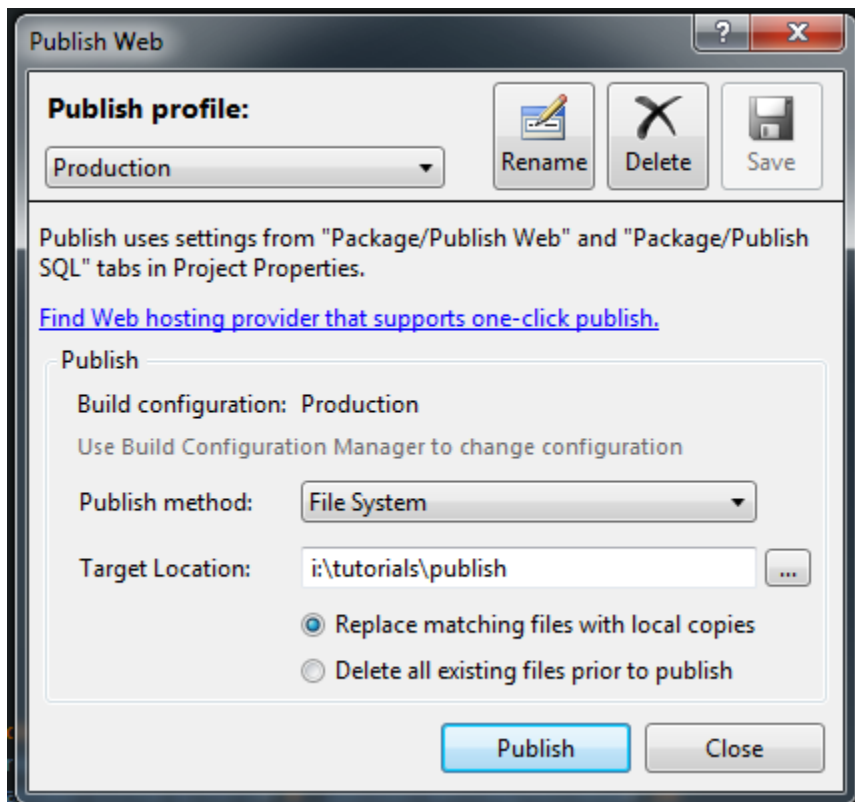 Publish Web
?
Publish profile:
Production
Rename
Delete
Save
Publish uses settings from "Package/Publish Web" and "Package/Publish
SQL" tabs in Project Properties.
Find Web hosting provider that supports one-click publish.
Publish
Build configuration: Production
Use Build Configuration Manager to change configuration
Publish method: File System
Target Location: i:\tutorials\publish ...
Replace matching files with local copies
Delete all existing files prior to publish
Publish Close